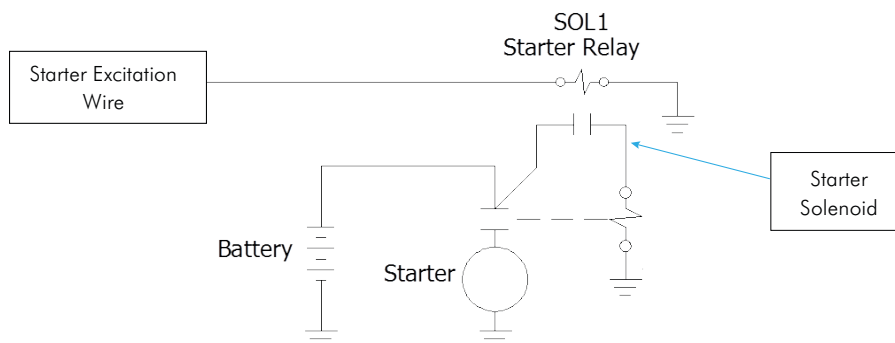 SOL1
Starter Relay
Starter Excitation
Wire
Starter
Solenoid
Battery
Starter